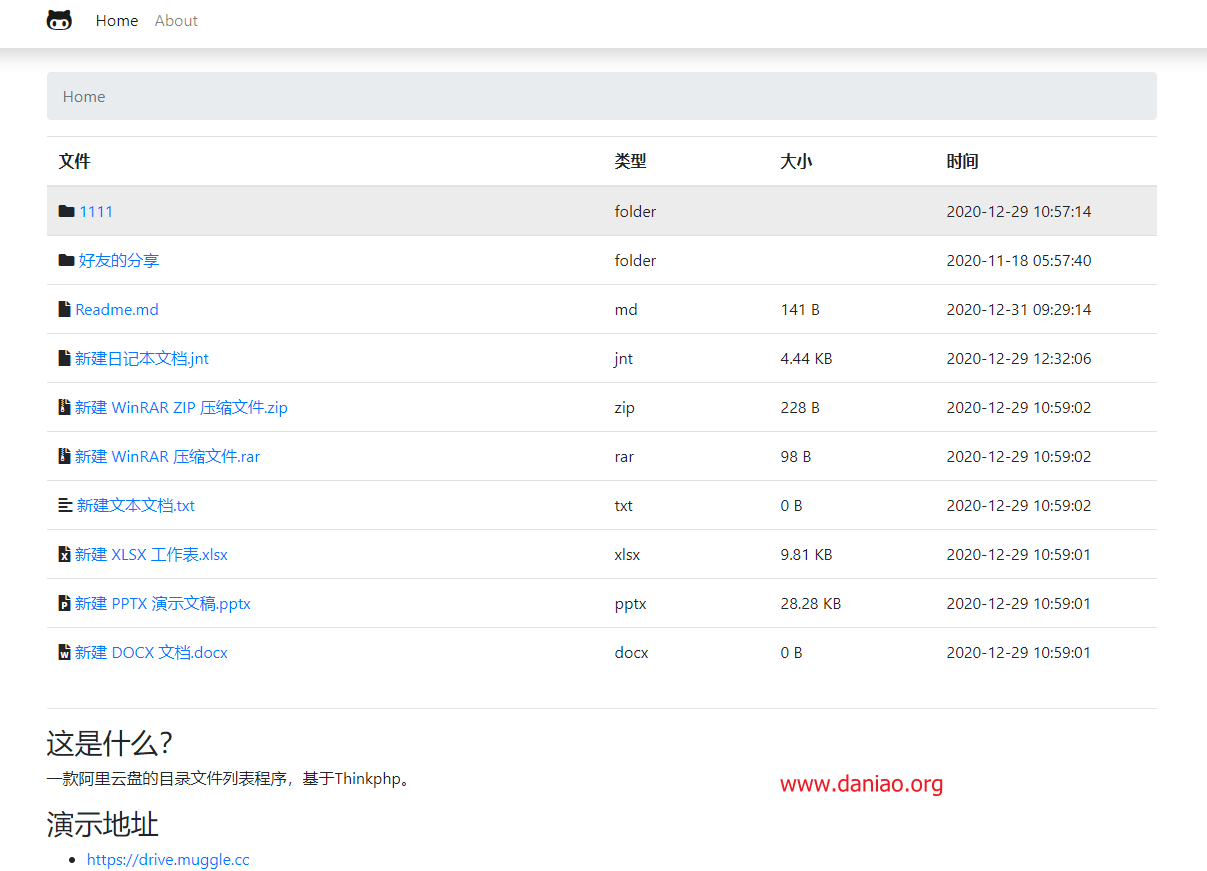 Home About
Home
文件 类型 大小 时间
1111 folder 2020-12-29 10:57:14
好友的分享 folder 2020-11-18 05:57:40
Readme.md md 141 B 2020-12-31 09:29:14
新建日记本文档.jnt jnt 4.44 KB 2020-12-29 12:32:06
新建 WinRAR ZIP 压缩文件.zip zip 228 B 2020-12-29 10:59:02
新建 WinRAR 压缩文件.rar rar 98 B 2020-12-29 10:59:02
新建文本文档.txt txt 0 B 2020-12-29 10:59:02
新建 XLSX 工作表.xlsx xlsx 9.81 KB 2020-12-29 10:59:01
新建 PPTX 演示文稿.pptx pptx 28.28 KB 2020-12-29 10:59:01
新建 DOCX 文档.docx docx 0 B 2020-12-29 10:59:01
这是什么？
一款阿里云盘的目录文件列表程序，基于Thinkphp。
www.daniao.org
演示地址
https://drive.muggle.cc